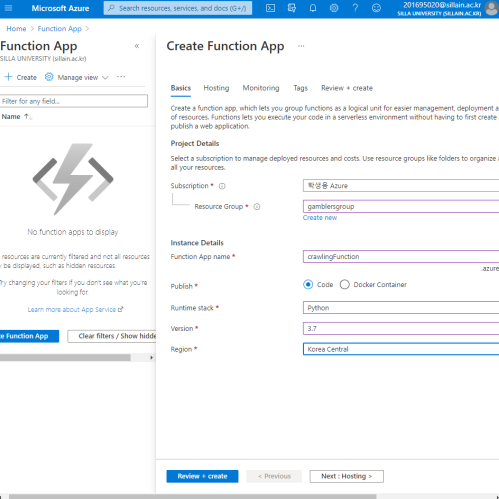 Microsoft Azure
Search resources, services, and docs (G+/)
201695020@sillain.ac.kr
SILLA UNIVERSITY (SILLAIN.AC.KR)
Home > Function App >
Function App
SILLA UNIVERSITY (sillain.ac.kr)
+ Create
Manage view
...
Filter for any field...
Name ↑↓
No function apps to display
resources are currently filtered and not all resources
be displayed, such as hidden resources.
Try changing your filters if you don't see what you're
looking for.
Learn more about App Service
e Function App
Clear filters / Show hidde
Create Function App ...
Basics Hosting Monitoring Tags Review + create
Create a function app, which lets you group functions as a logical unit for easier management, deployment a
of resources. Functions lets you execute your code in a serverless environment without having to first create
publish a web application.
Project Details
Select a subscription to manage deployed resources and costs. Use resource groups like folders to organize a
all your resources.
Subscription *
학생용 Azure
Resource Group *
gamblersgroup
Create new
Instance Details
Function App name *
crawlingFunction
.azure
Publish *
Code Docker Container
Runtime stack *
Python
Version *
3.7
Region *
Korea Central
Review + create
< Previous
Next : Hosting >